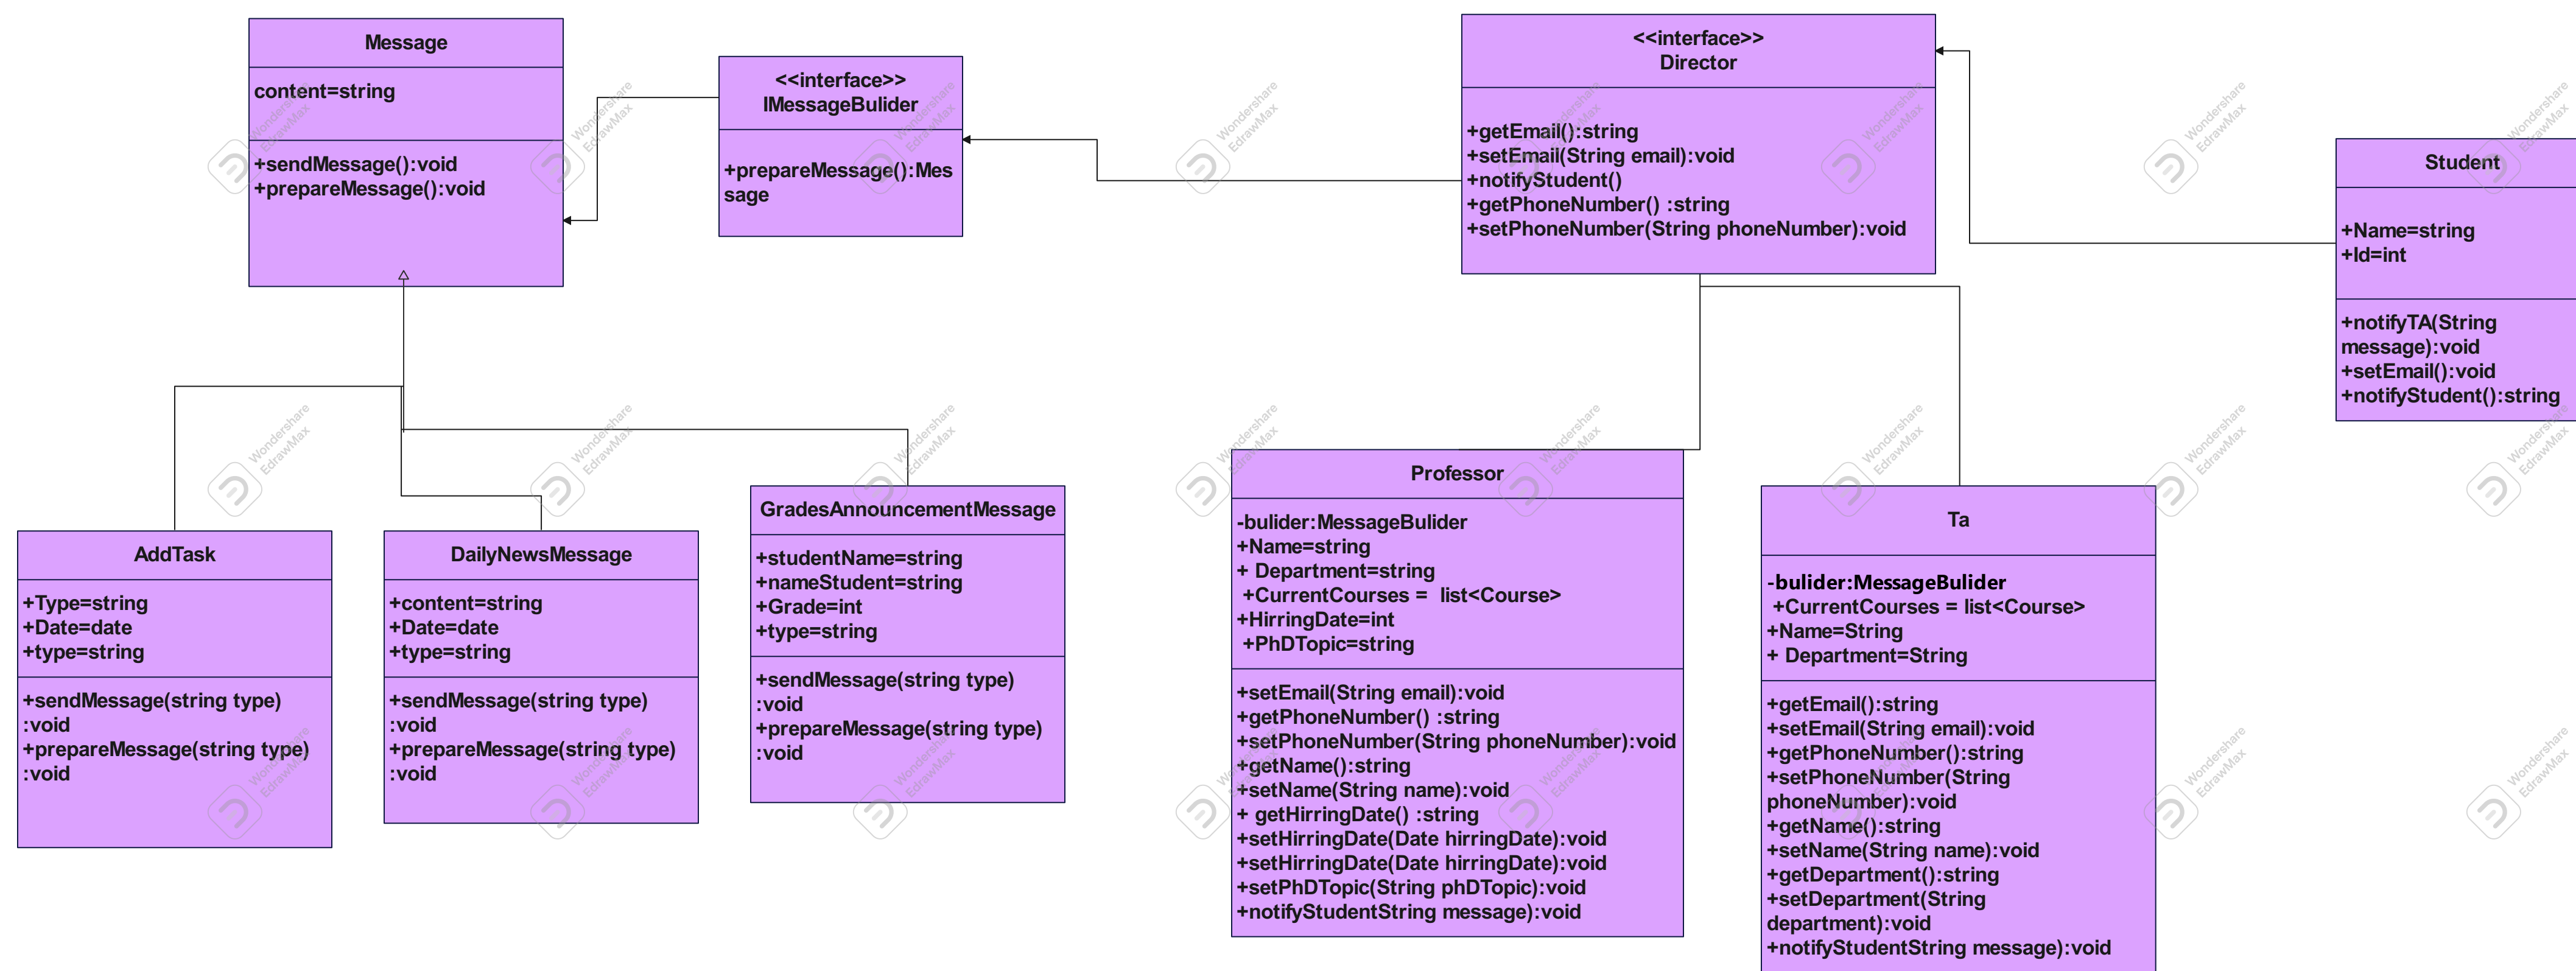 Message
content=string
+sendMessage():void
+prepareMessage():void
<<interface>>
IMessageBulider
+prepareMessage():Mes
sage
<<interface>>
Director
+getEmail():string
+setEmail(String email):void
+notifyStudent()
+getPhoneNumber() :string
+setPhoneNumber(String phoneNumber):void
Student
+Name=string
+Id=int
+notifyTA(String
message):void
+setEmail():void
+notifyStudent():string
AddTask
+Type=string
+Date=date
+type=string
+sendMessage(string type)
:void
+prepareMessage(string type)
:void
DailyNewsMessage
+content=string
+Date=date
+type=string
+sendMessage(string type)
:void
+prepareMessage(string type)
:void
GradesAnnouncementMessage
+studentName=string
+nameStudent=string
+Grade=int
+type=string
+sendMessage(string type)
:void
+prepareMessage(string type)
:void
Professor
-bulider:MessageBulider
+Name=string
+ Department=string
+CurrentCourses =  list<Course>
+HirringDate=int
+PhDTopic=string
+setEmail(String email):void
+getPhoneNumber() :string
+setPhoneNumber(String phoneNumber):void
+getName():string
+setName(String name):void
+ getHirringDate() :string
+setHirringDate(Date hirringDate):void
+setHirringDate(Date hirringDate):void
+setPhDTopic(String phDTopic):void
+notifyStudentString message):void
Ta
-bulider:MessageBulider
+CurrentCourses = list<Course>
+Name=String
+ Department=String
+getEmail():string
+setEmail(String email):void
+getPhoneNumber():string
+setPhoneNumber(String
phoneNumber):void
+getName():string
+setName(String name):void
+getDepartment():string
+setDepartment(String
department):void
+notifyStudentString message):void
Wondershare
EdrawMax